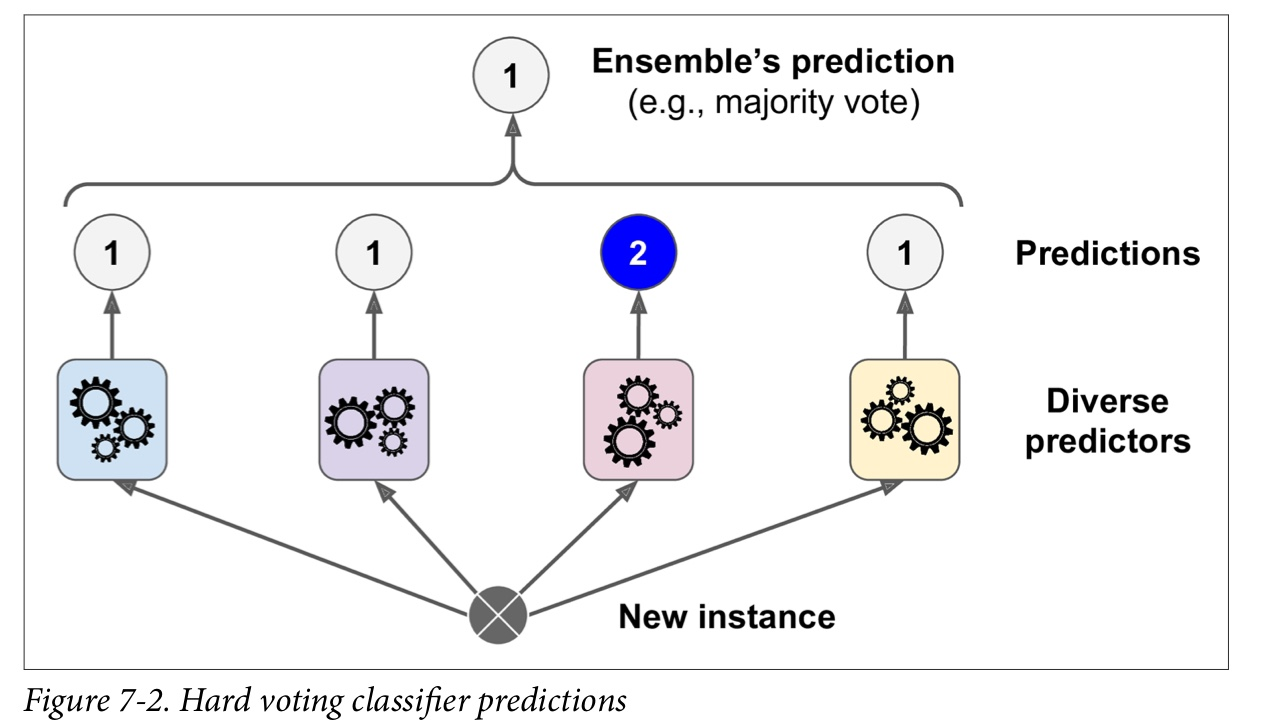 1
Ensemble’s prediction
(e.g., majority vote)
1 1 2 1 Predictions
Diverse
predictors
New instance
Figure 7-2. Hard voting classifier predictions